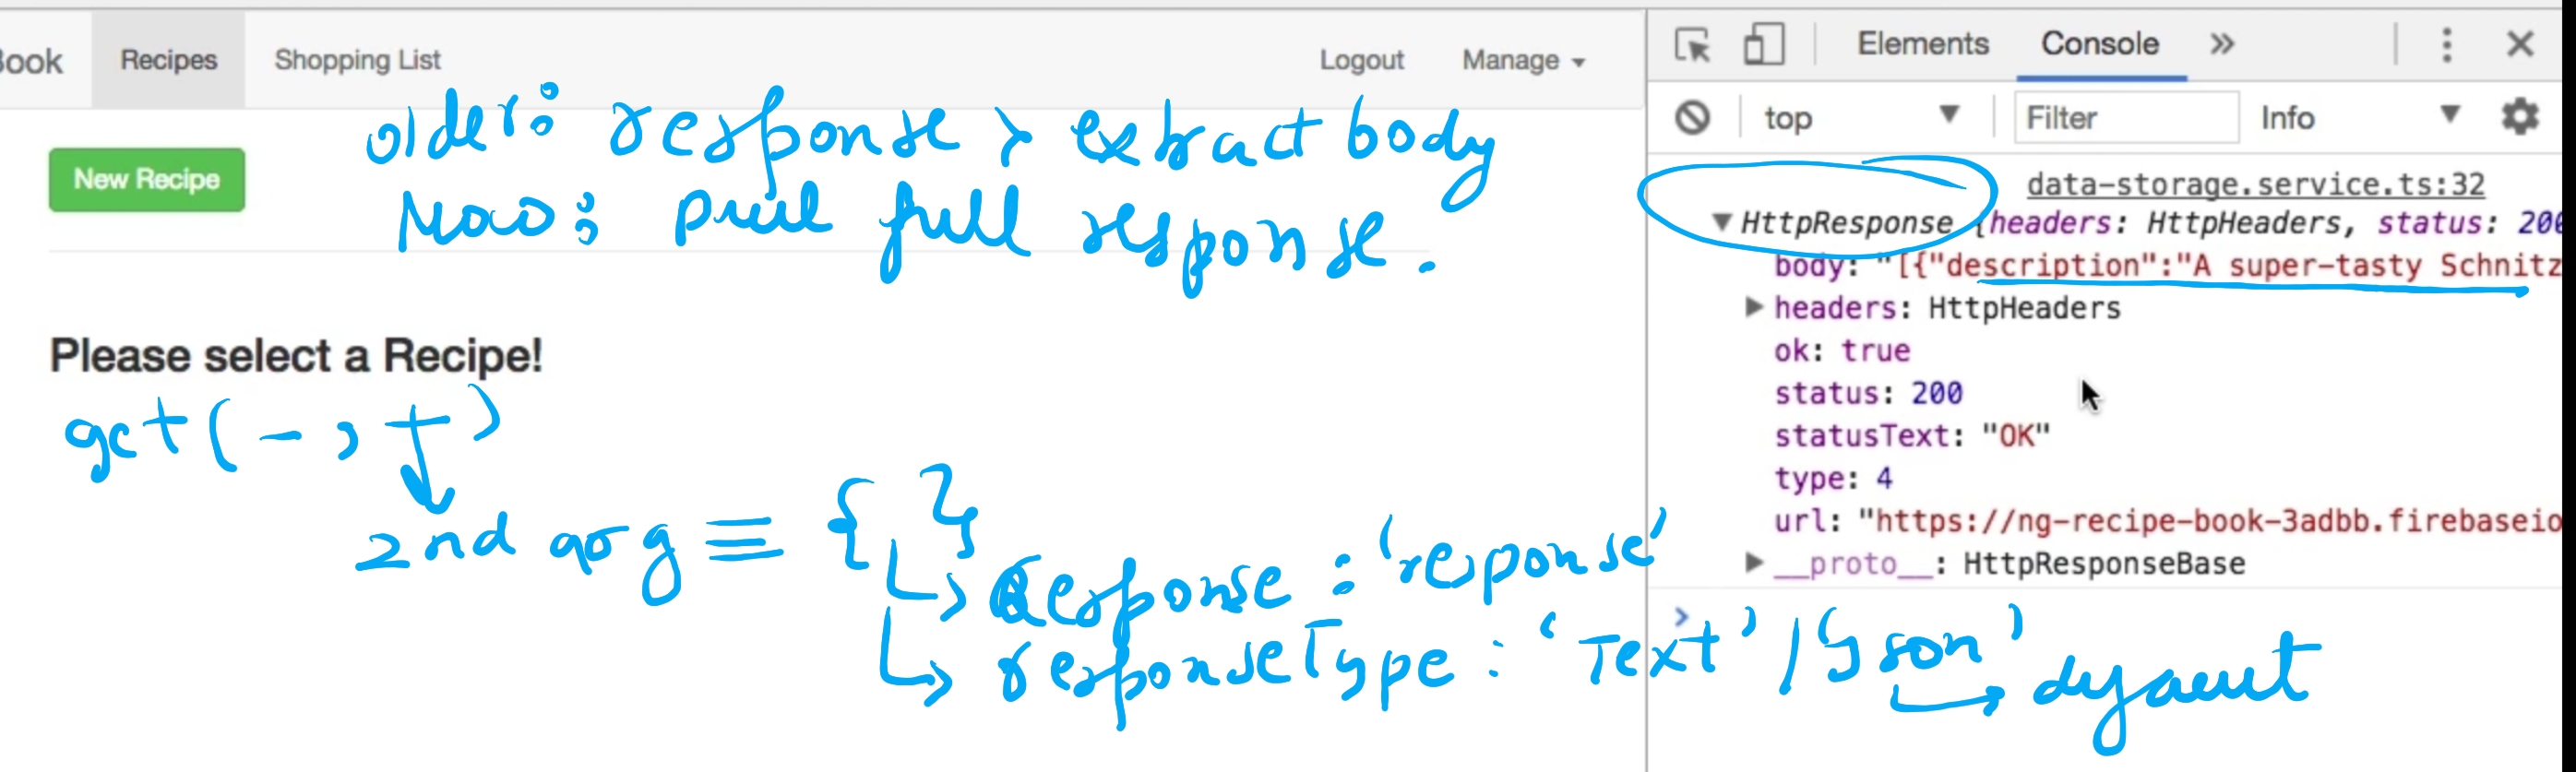 Book Recipes Shopping List Logout Manage
older: response > extract body
New Recipe
Now: pull full response.
Please select a Recipe!
get(-, )
2nd arg ≡ { }
Response : 'response'
responseType : 'Text' / 'Json'
Elements Console »
top Filter Info
data-storage.service.ts:32
HttpResponse {headers: HttpHeaders, status: 200
body: "[{"description":"A super-tasty Schnitz
headers: HttpHeaders
ok: true
status: 200
statusText: "OK"
type: 4
url: "https://ng-recipe-book-3adbb.firebaseio
__proto__: HttpResponseBase
>